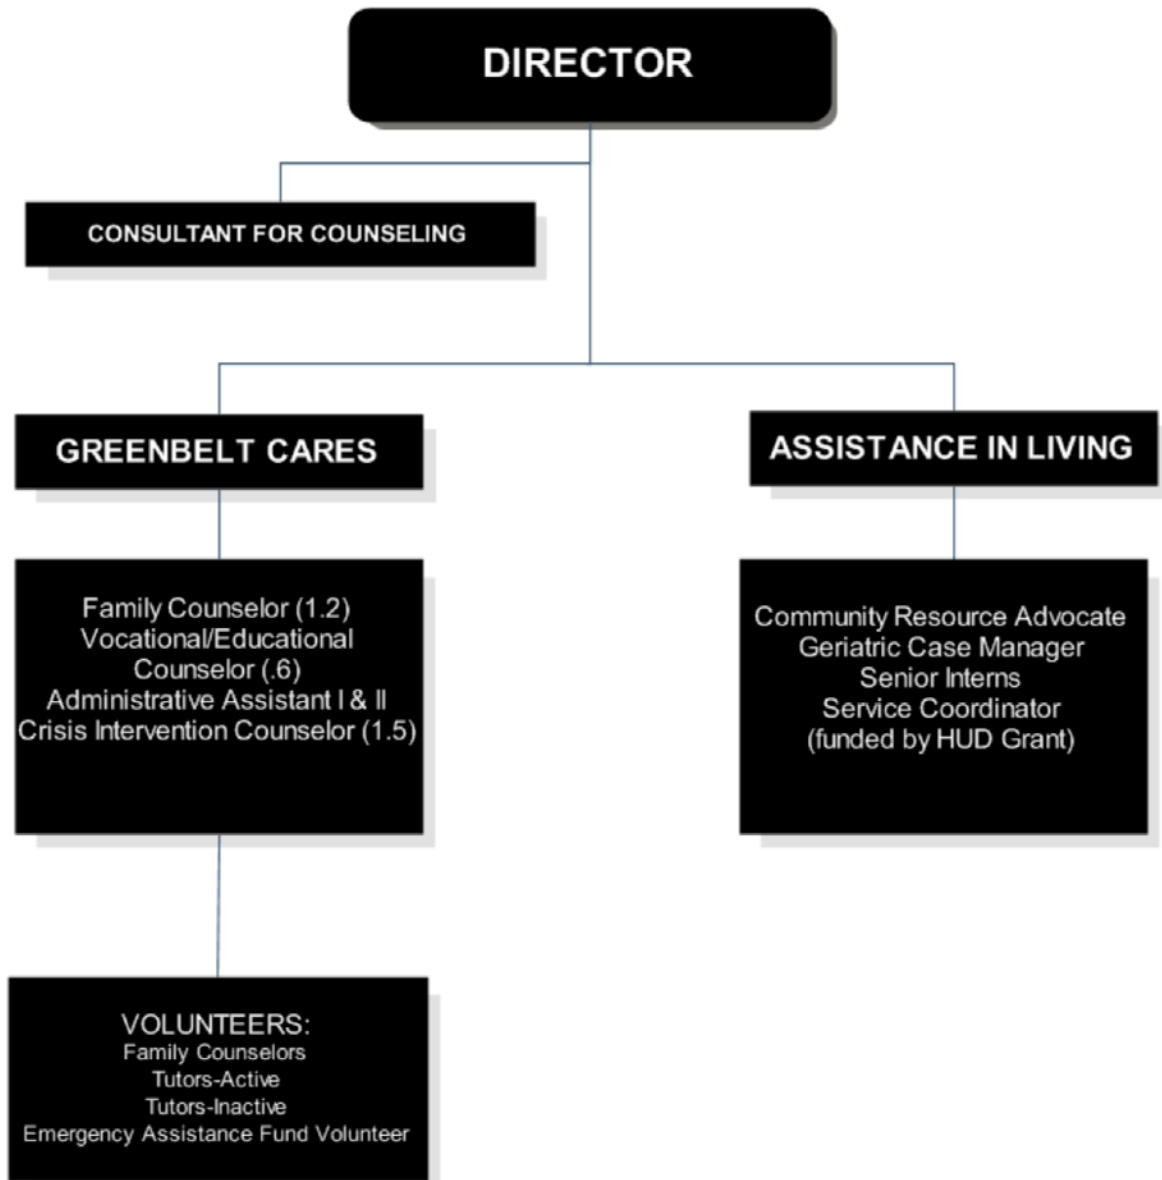 DIRECTOR
CONSULTANT FOR COUNSELING
GREENBELT CARES
ASSISTANCE IN LIVING
Family Counselor (1.2)
Vocational/Educational
Counselor (.6)
Administrative Assistant I & II
Crisis Intervention Counselor (1.5)
Community Resource Advocate
Geriatric Case Manager
Senior Interns
Service Coordinator
(funded by HUD Grant)
VOLUNTEERS:
Family Counselors
Tutors-Active
Tutors-Inactive
Emergency Assistance Fund Volunteer